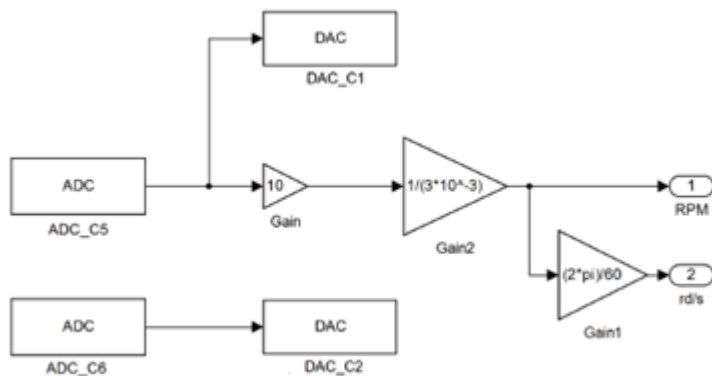 DAC
DAC_C1
ADC
ADC_C5
10
Gain
1/(3*10^-3)
Gain2
1
RPM
(2*pi)/60
Gain1
2
rd/s
ADC
ADC_C6
DAC
DAC_C2